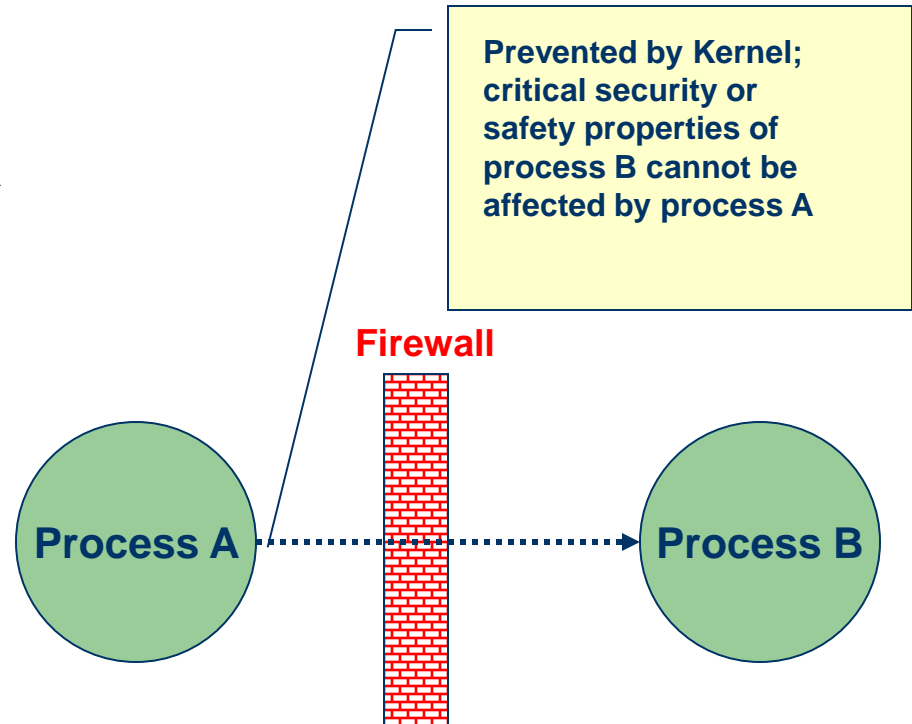 Prevented by Kernel;
critical security or
safety properties of
process B cannot be
affected by process A
Firewall
Process A
Process B